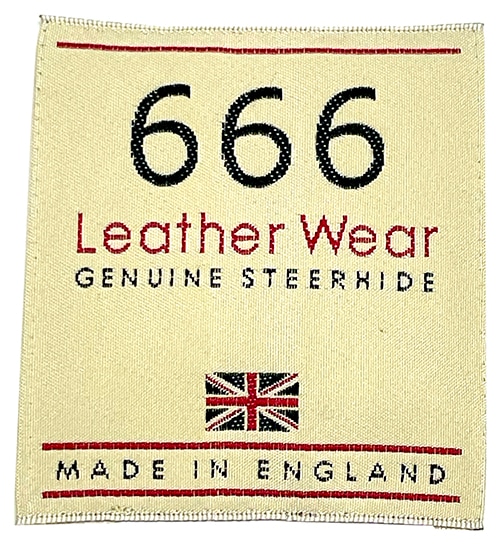 666
Leather Wear
GENUINE STEERHIDE
MADE IN ENGLAND